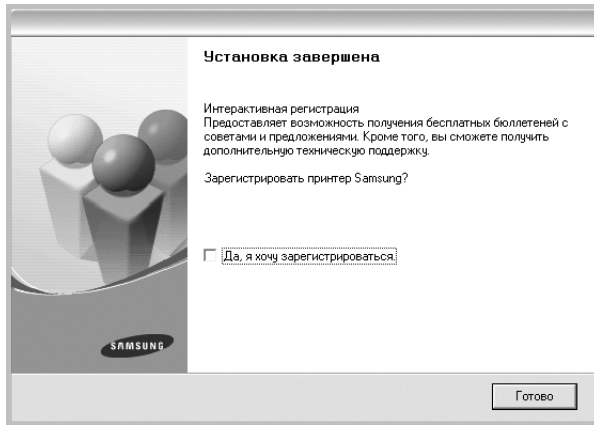 Установка завершена
Интерактивная регистрация
Предоставляет возможность получения бесплатных бюллетеней с
советами и предложениями. Кроме того, вы сможете получить
дополнительную техническую поддержку.
Зарегистрировать принтер Samsung?
Да, я хочу зарегистрироваться.
SAMSUNG
Готово